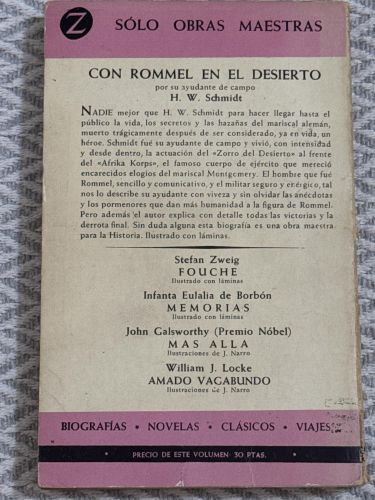 Z SÓLO OBRAS MAESTRAS
CON ROMMEL EN EL DESIERTO
por su ayudante de campo
H. W. Schmidt
NADIE mejor que H. W. Schmidt para hacer llegar hasta el
público la vida, los secretos y las hazañas del mariscal alemán,
muerto trágicamente después de ser considerado, ya en vida, un
héroe. Schmidt fué su ayudante de campo y vivió, con intensidad
y desde dentro, la actuación del «Zorro del Desierto» al frente
del «Afrika Korps», el famoso cuerpo de ejército que mereció
encarecidos elogios del mariscal Montgomery. El hombre que fué
Rommel, sencillo y comunicativo, y el militar seguro y enérgico, tal
nos lo describe su ayudante con viveza y sin olvidar las anécdotas
y los pormenores que dan más humanidad a la figura de Rommel.
Pero además el autor explica con detalle todas las victorias y la
derrota final. Sin duda alguna esta biografía es una obra maestra
para la Historia. Ilustrado con láminas.
Stefan Zweig
FOUCHE
Ilustrado con láminas
Infanta Eulalia de Borbón
MEMORIAS
Ilustrado con láminas
John Galsworthy (Premio Nóbel)
MAS ALLA
Ilustraciones de J. Narro
William J. Locke
AMADO VAGABUNDO
Ilustraciones de J. Narro
BIOGRAFÍAS • NOVELAS • CLÁSICOS • VIAJES
• PRECIO DE ESTE VOLUMEN: 30 PTAS. •